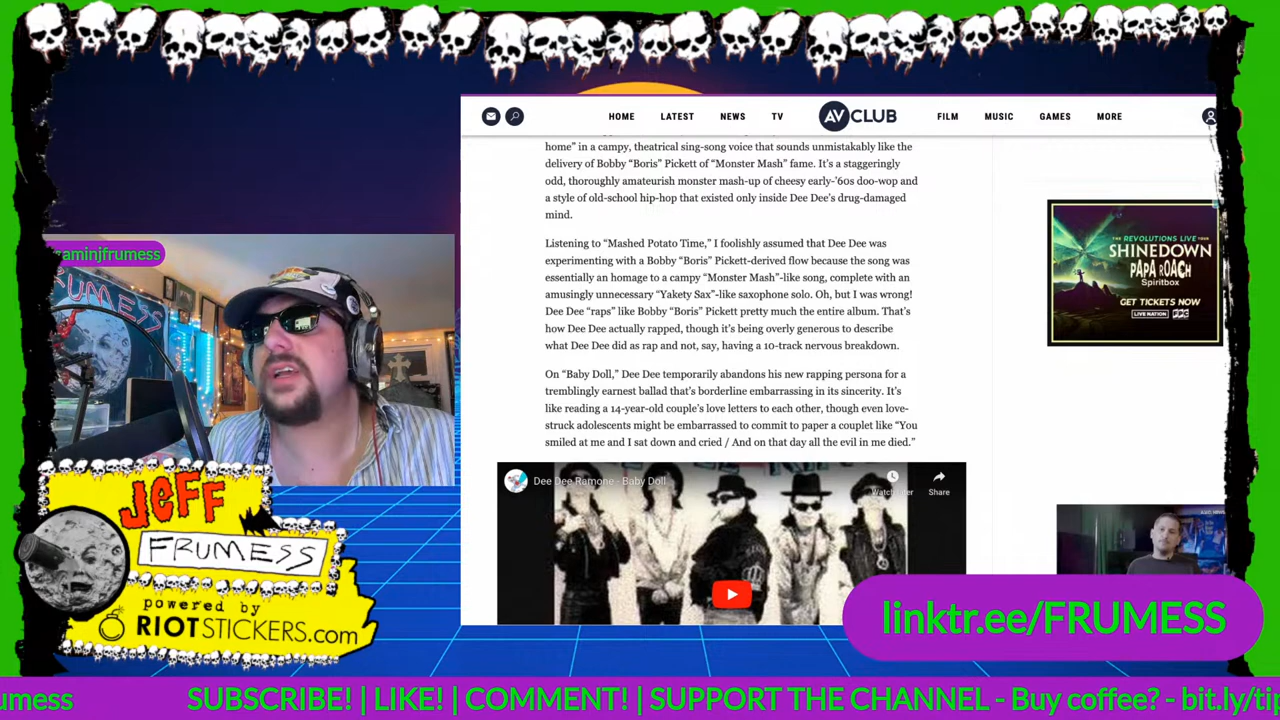 HOME
LATEST
NEWS
TV
AV CLUB
FILM
MUSIC
GAMES
MORE
home” in a campy, theatrical sing-song voice that sounds unmistakably like the
delivery of Bobby “Boris” Pickett of “Monster Mash” fame. It’s a staggeringly
odd, thoroughly amateurish monster mash-up of cheesy early-’60s doo-wop and
a style of old-school hip-hop that existed only inside Dee Dee’s drug-damaged
mind.
Listening to “Mashed Potato Time,” I foolishly assumed that Dee Dee was
experimenting with a Bobby “Boris” Pickett-derived flow because the song was
essentially an homage to a campy “Monster Mash”-like song, complete with an
amusingly unnecessary “Yakety Sax”-like saxophone solo. Oh, but I was wrong!
Dee Dee “raps” like Bobby “Boris” Pickett pretty much the entire album. That’s
how Dee Dee actually rapped, though it’s being overly generous to describe
what Dee Dee did as rap and not, say, having a 10-track nervous breakdown.
On “Baby Doll,” Dee Dee temporarily abandons his new rapping persona for a
tremblingly earnest ballad that’s borderline embarrassing in its sincerity. It’s
like reading a 14-year-old couple’s love letters to each other, though even love-
struck adolescents might be embarrassed to commit to paper a couplet like “You
smiled at me and I sat down and cried / And on that day all the evil in me died.”
Dee Dee Ramone - Baby Doll
Watch later
Share
THE REVOLUTIONS LIVE TOUR
SHINEDOWN
PAPA ROACH
Spiritbox
GET TICKETS NOW
LIVE NATION
gaminjfrumess
FRUMESS
JEFF
FRUMESS
powered by
RIOTSTICKERS.com
linktr.ee/FRUMESS
umess
SUBSCRIBE! | LIKE! | COMMENT! | SUPPORT THE CHANNEL - Buy coffee? - bit.ly/tip